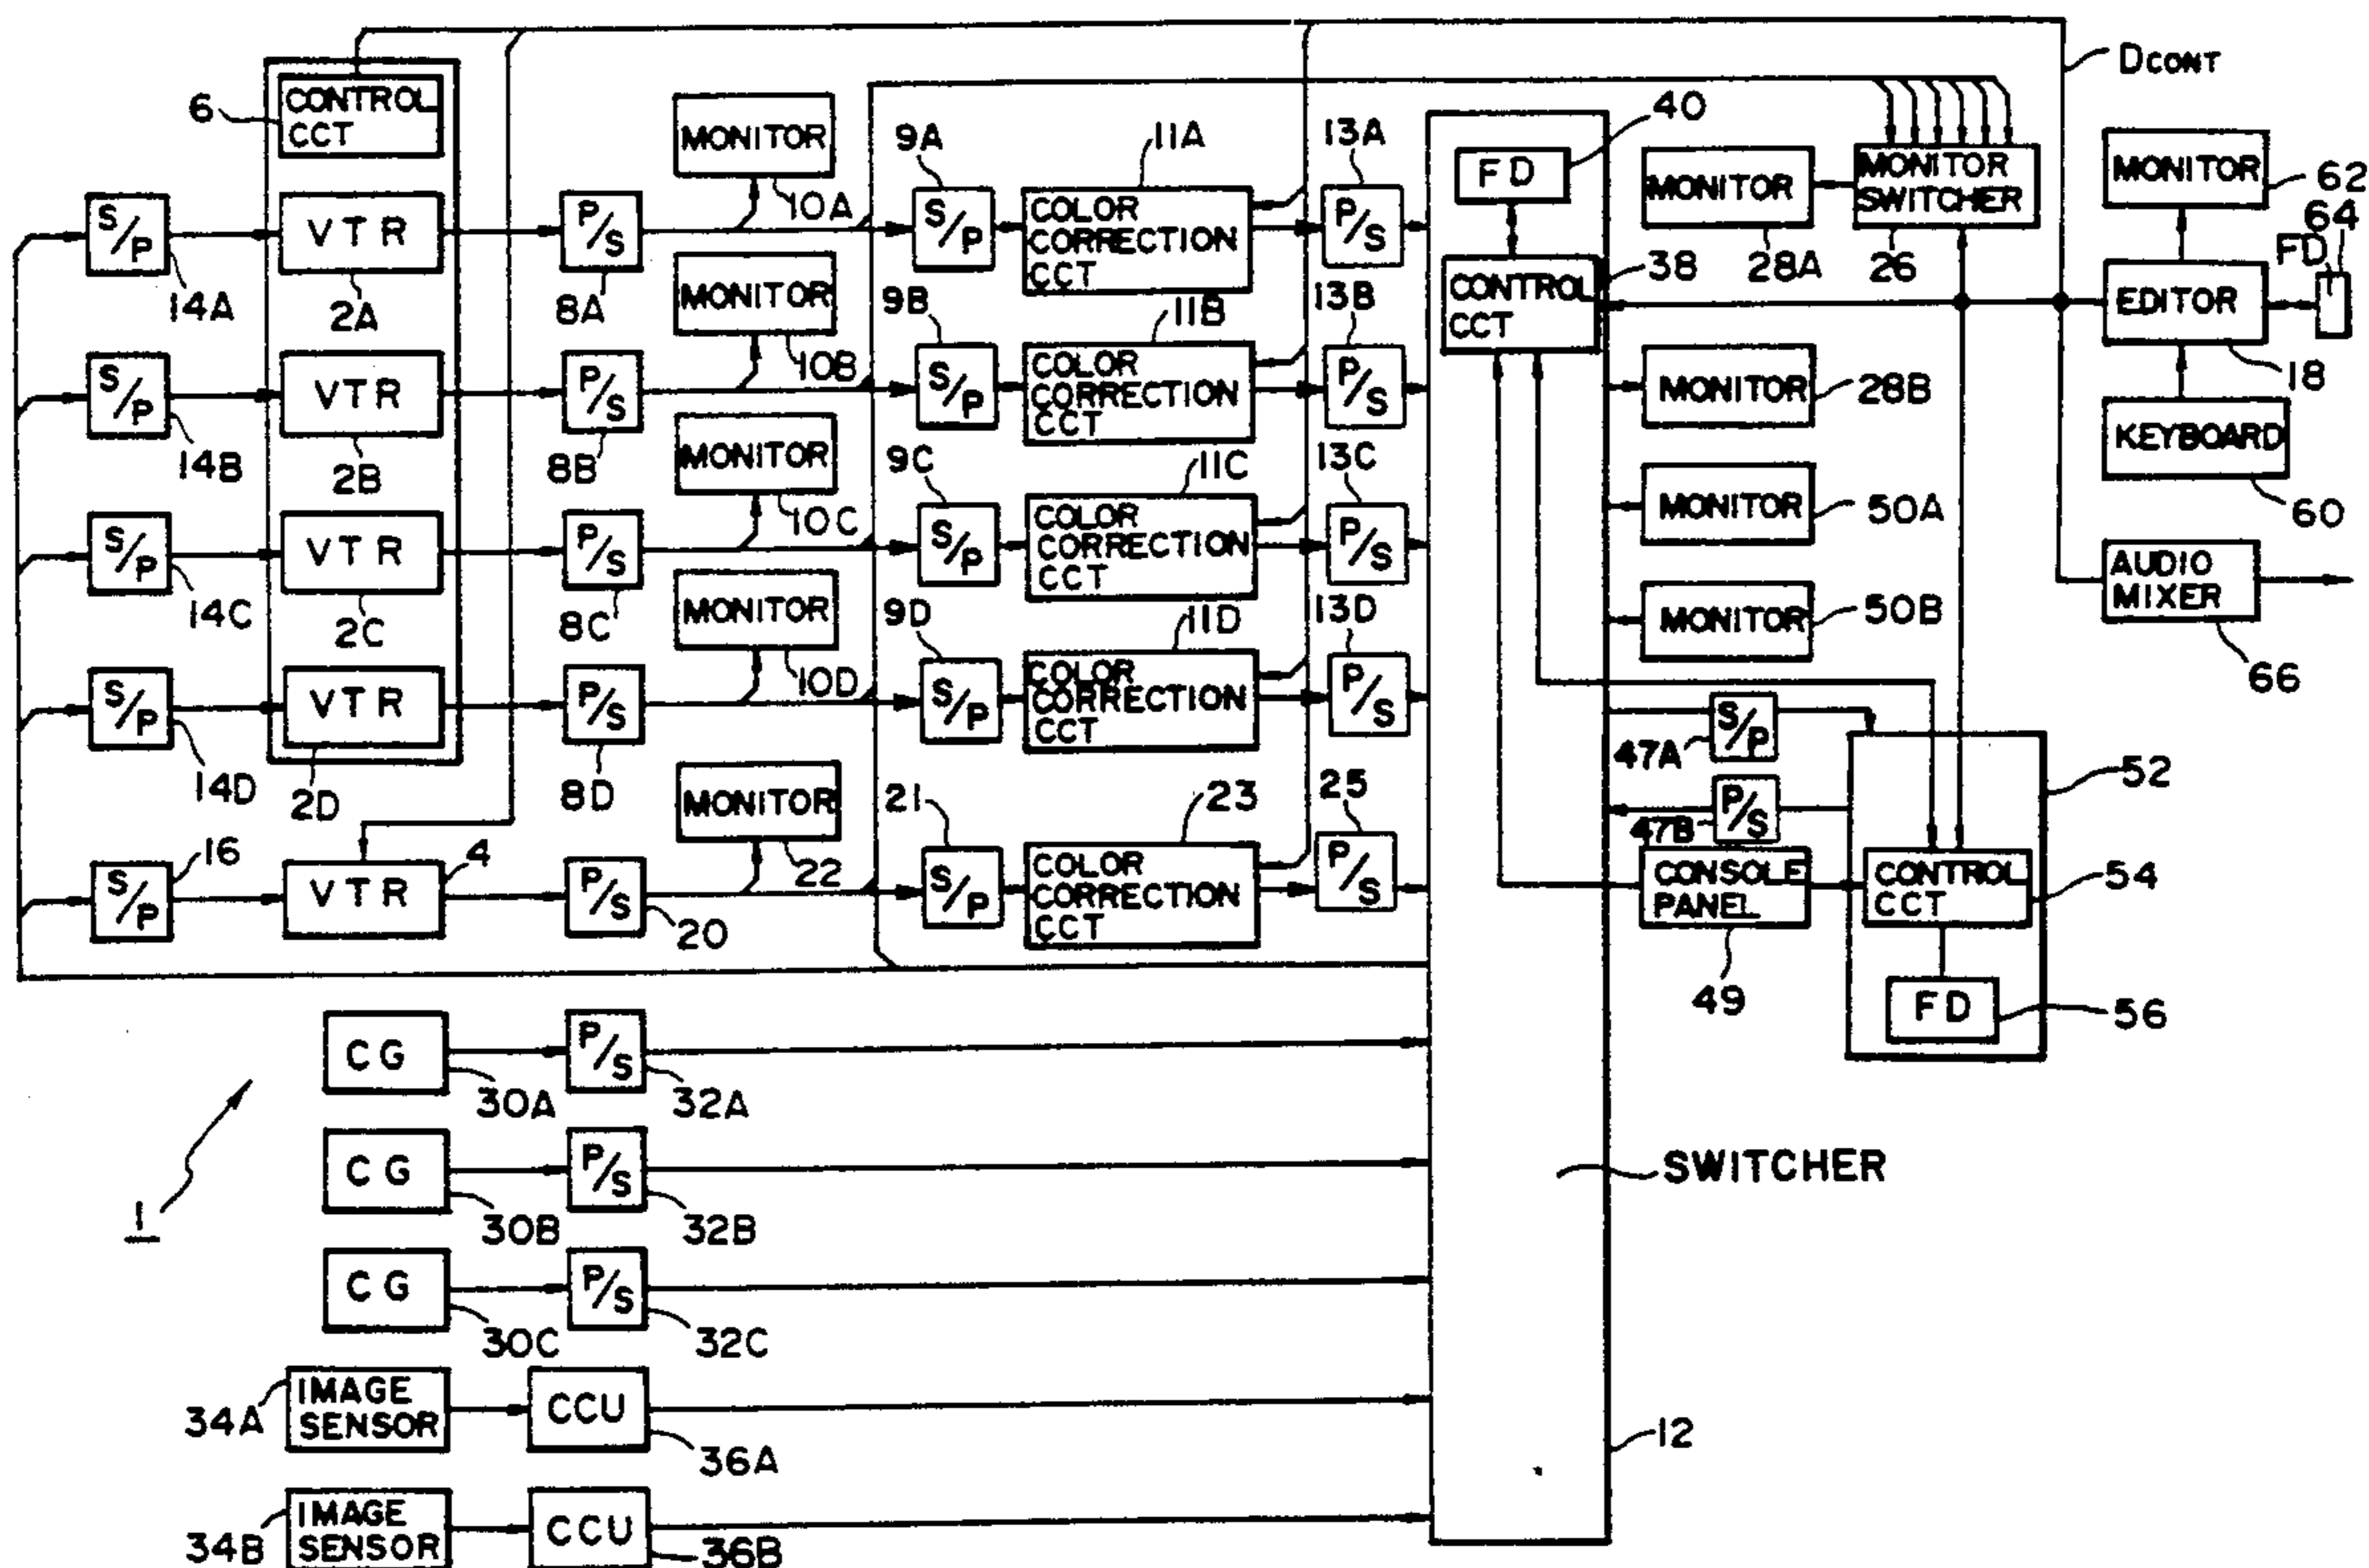 DCONT
6
CONTROL
CCT
MONITOR
10A
9A
11A
13A
40
FD
MONITOR
28A
MONITOR
SWITCHER
26
MONITOR
62
64
FD
S/P
14A
VTR
2A
P/S
8A
S/P
COLOR
CORRECTION
CCT
P/S
CONTROL
CCT
38
EDITOR
18
MONITOR
10B
9B
11B
13B
S/P
14B
VTR
2B
P/S
8B
S/P
COLOR
CORRECTION
CCT
P/S
MONITOR
28B
KEYBOARD
60
MONITOR
10C
9C
11C
13C
MONITOR
50A
S/P
14C
VTR
2C
P/S
8C
S/P
COLOR
CORRECTION
CCT
P/S
AUDIO
MIXER
66
MONITOR
10D
9D
11D
13D
MONITOR
50B
S/P
14D
VTR
2D
P/S
8D
S/P
COLOR
CORRECTION
CCT
P/S
47A
S/P
52
MONITOR
22
21
23
25
47B
P/S
16
S/P
VTR
4
P/S
20
S/P
COLOR
CORRECTION
CCT
P/S
CONSOLE
PANEL
49
CONTROL
CCT
54
FD
56
1
CG
30A
P/S
32A
CG
30B
P/S
32B
SWITCHER
CG
30C
P/S
32C
34A
IMAGE
SENSOR
CCU
36A
12
34B
IMAGE
SENSOR
CCU
36B